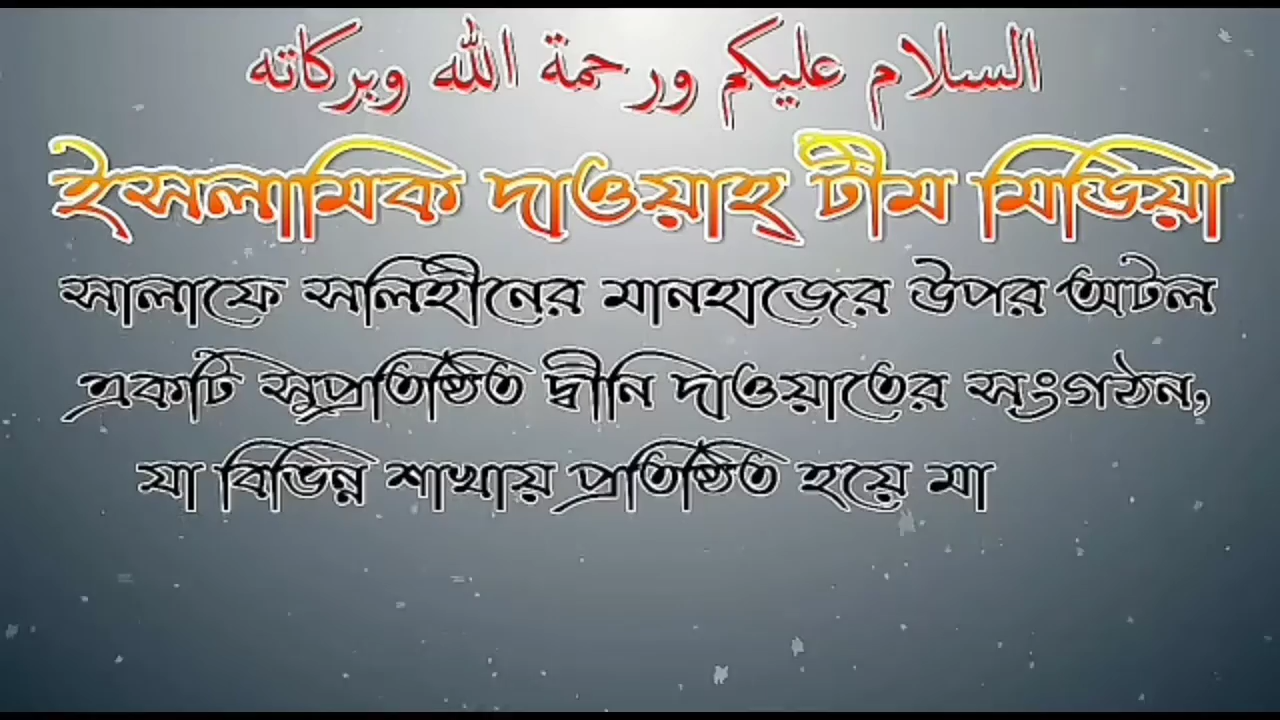 السلام عليكم ورحمة الله وبركاته
ইসলামিক দাওয়াহ্ টীম মিডিয়া
সালাফে সলিহীনের মানহাজের উপর অটল
একটি সুপ্রতিষ্ঠিত দ্বীনি দাওয়াতের সংগঠন,
যা বিভিন্ন শাখায় প্রতিষ্ঠিত হয়ে মা